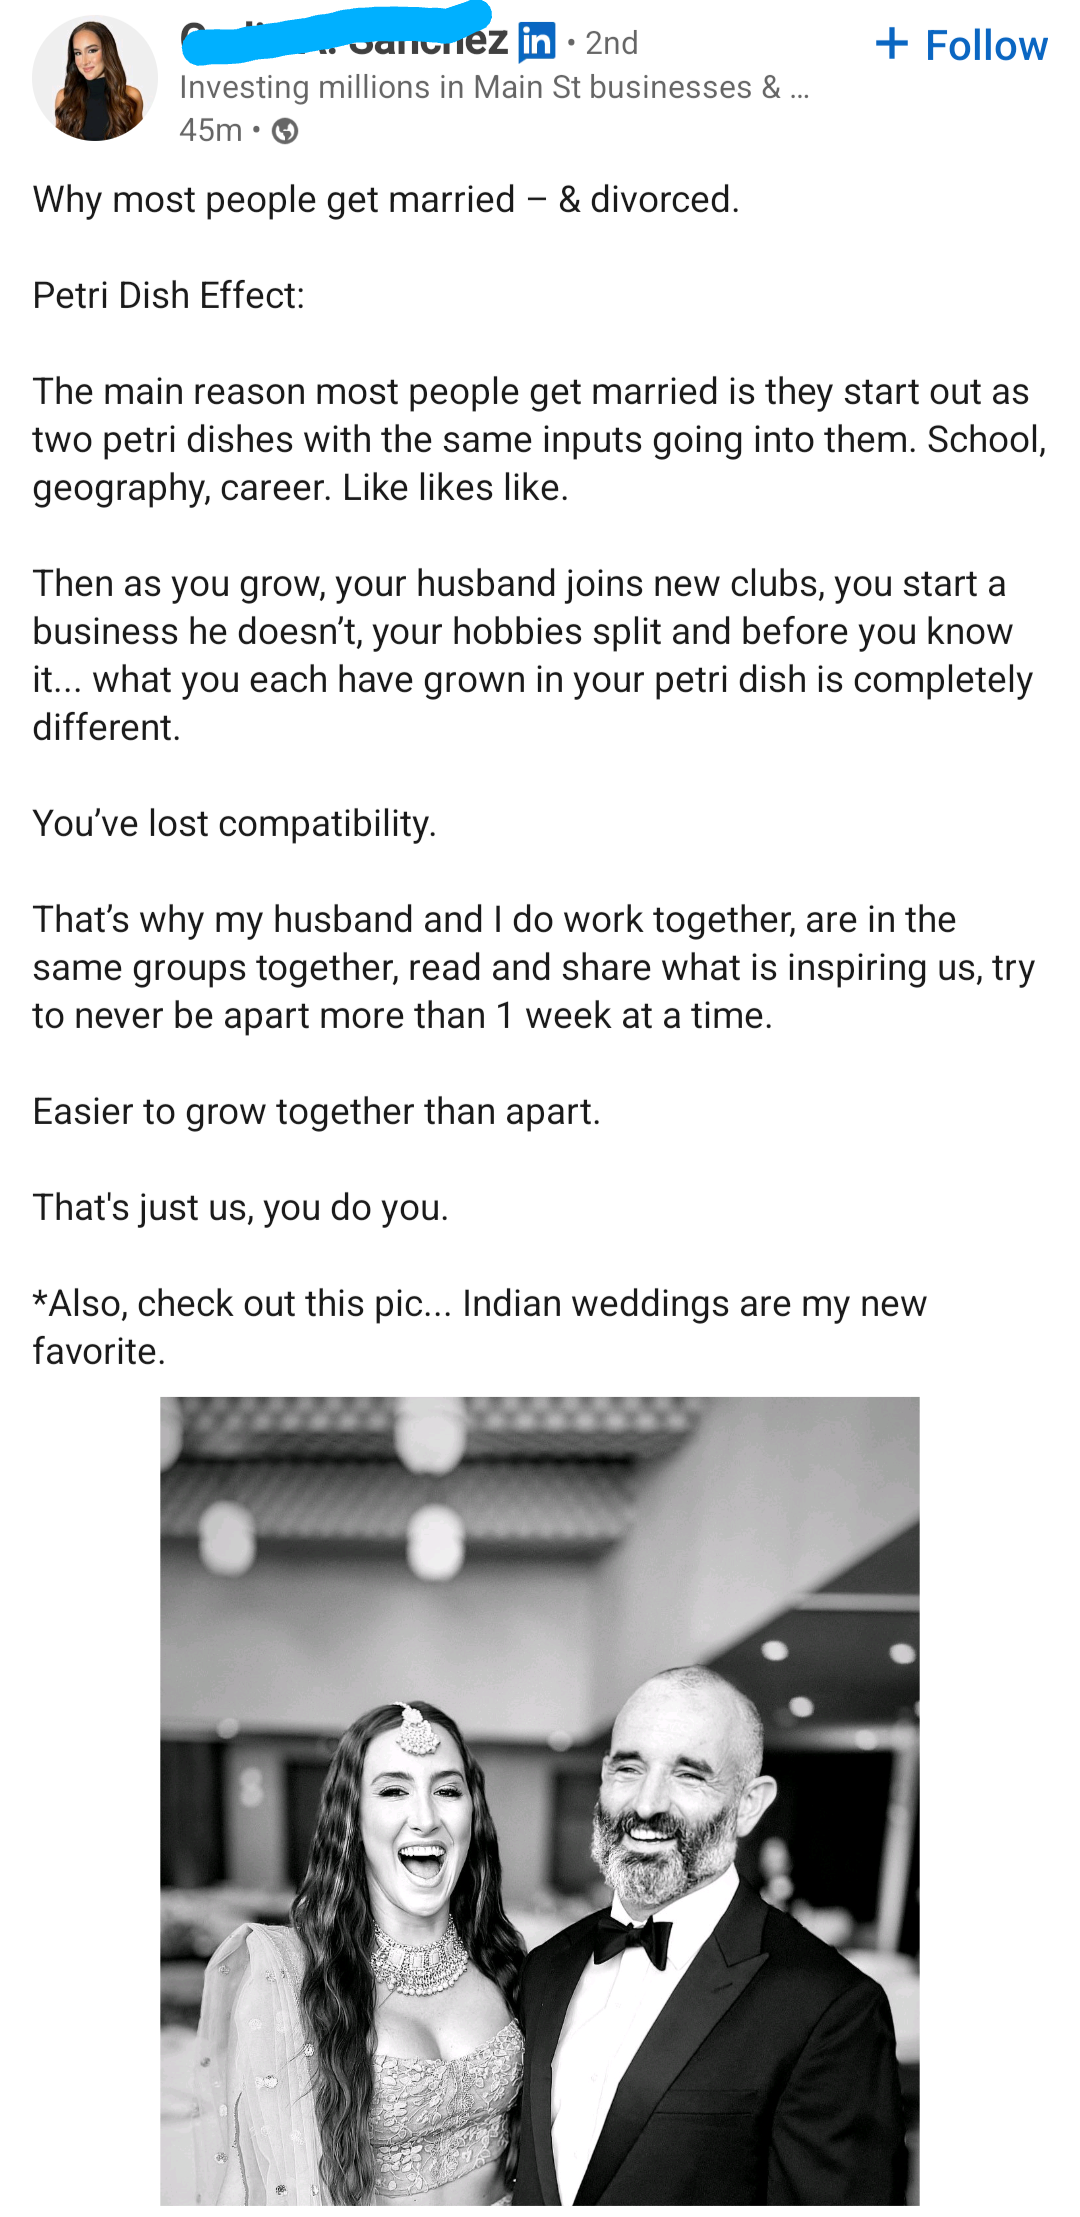 Sanchez in • 2nd
+ Follow
Investing millions in Main St businesses & ...
45m •
Why most people get married – & divorced.
Petri Dish Effect:
The main reason most people get married is they start out as
two petri dishes with the same inputs going into them. School,
geography, career. Like likes like.
Then as you grow, your husband joins new clubs, you start a
business he doesn’t, your hobbies split and before you know
it... what you each have grown in your petri dish is completely
different.
You’ve lost compatibility.
That’s why my husband and I do work together, are in the
same groups together, read and share what is inspiring us, try
to never be apart more than 1 week at a time.
Easier to grow together than apart.
That's just us, you do you.
*Also, check out this pic... Indian weddings are my new
favorite.